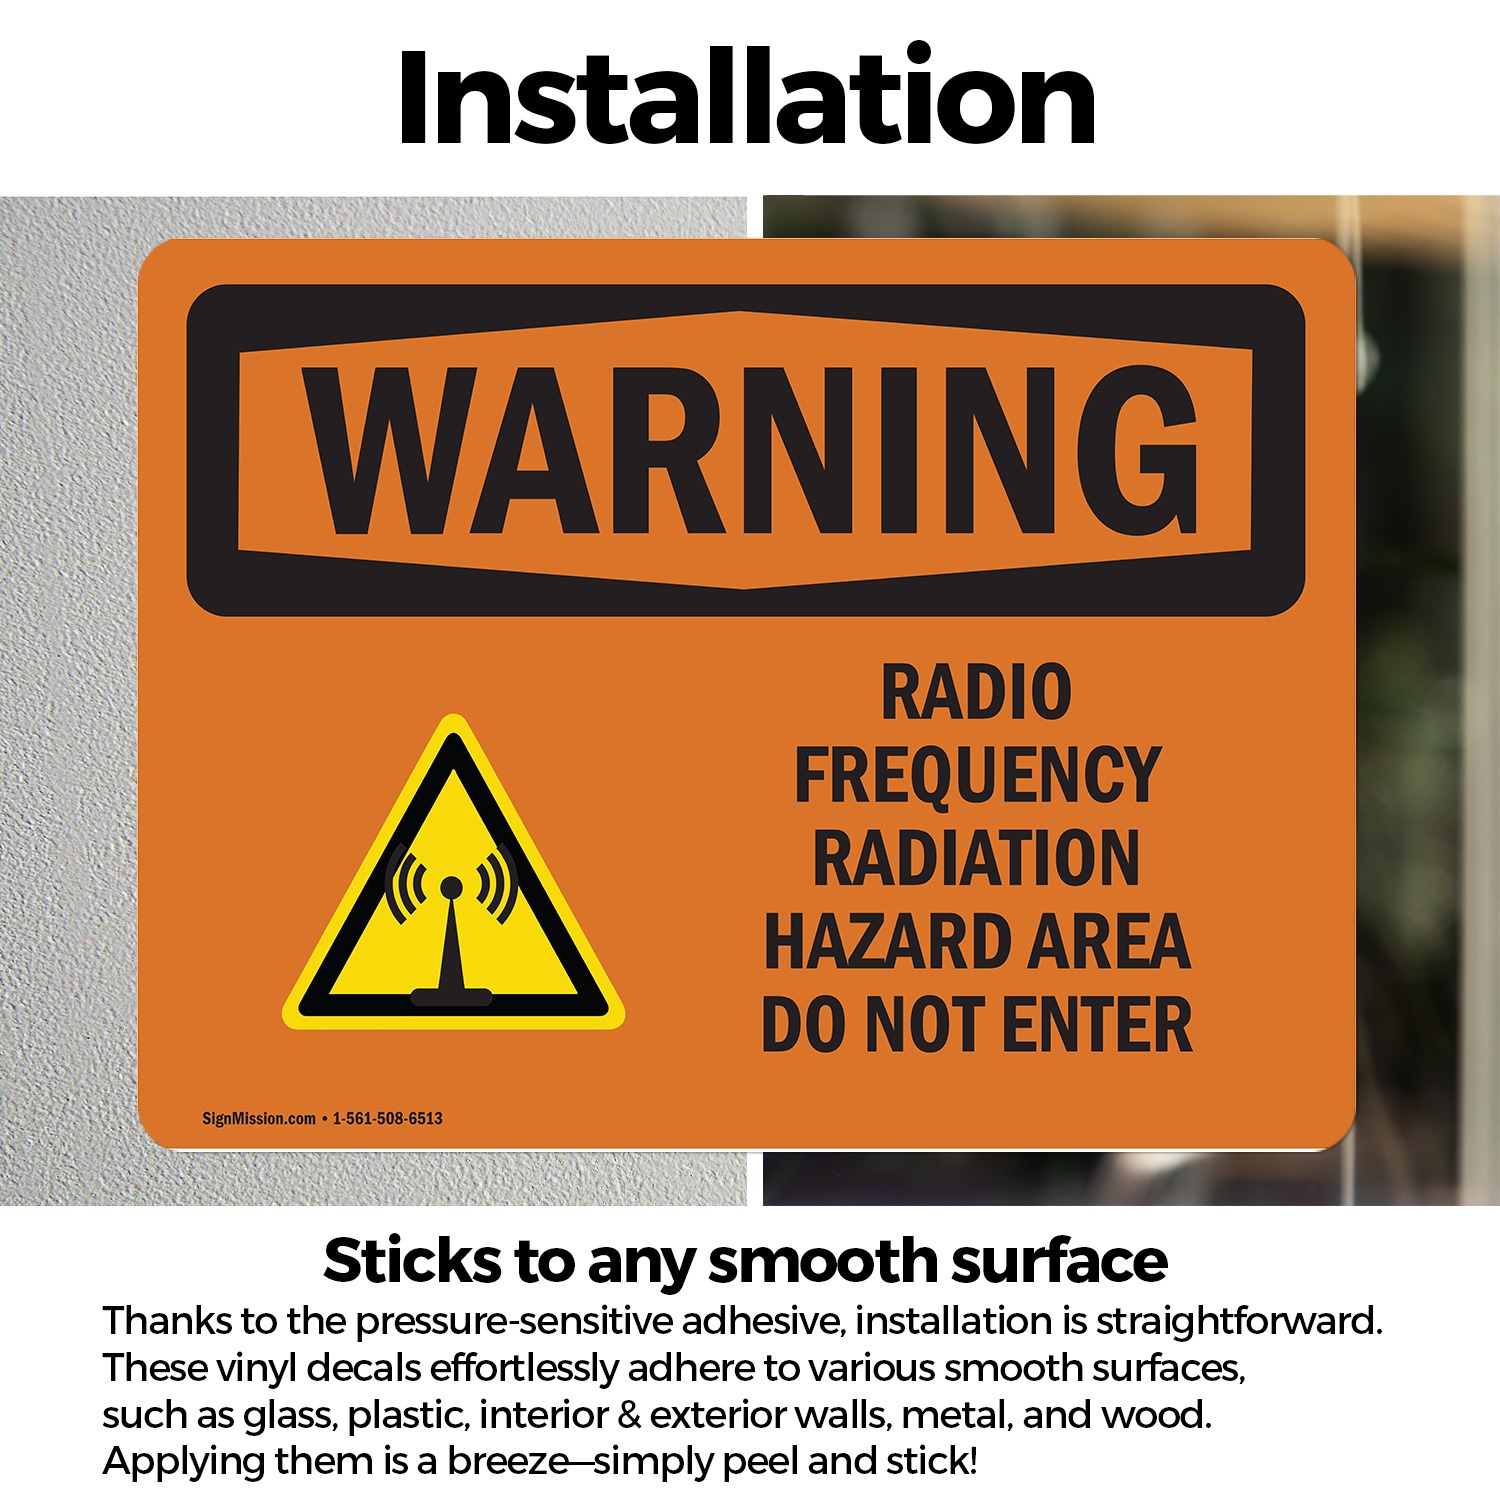 Installation
WARNING
RADIO
FREQUENCY
RADIATION
HAZARD AREA
DO NOT ENTER
SignMission.com • 1-561-508-6513
Sticks to any smooth surface
Thanks to the pressure-sensitive adhesive, installation is straightforward.
These vinyl decals effortlessly adhere to various smooth surfaces,
such as glass, plastic, interior & exterior walls, metal, and wood.
Applying them is a breeze—simply peel and stick!